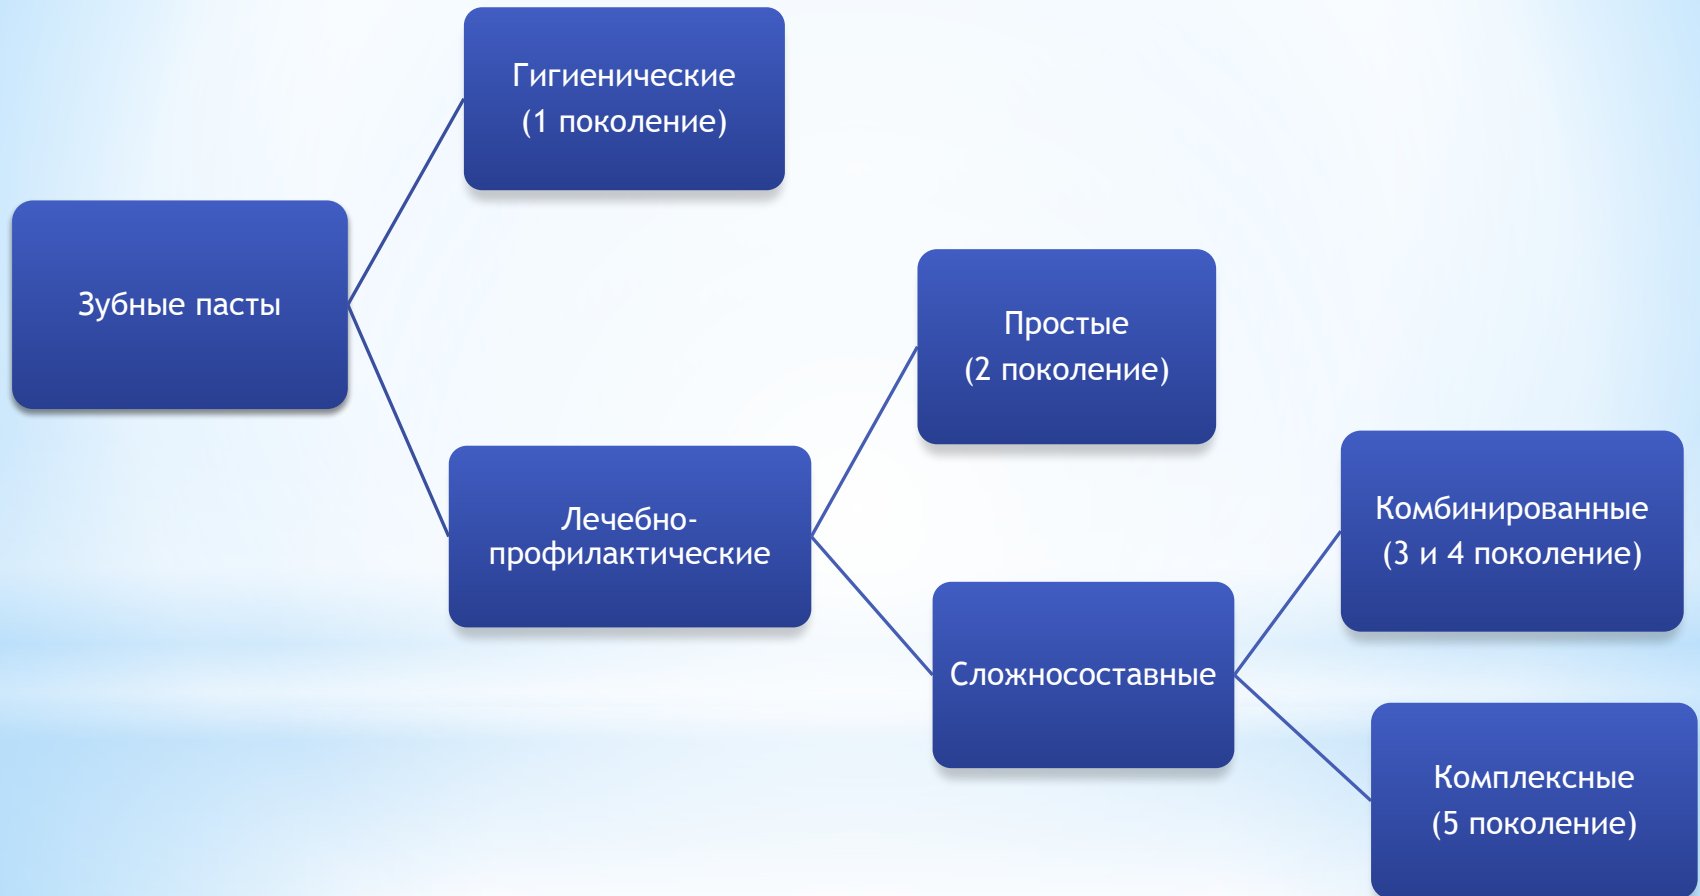 Гигиенические
(1 поколение)
Зубные пасты
Простые
(2 поколение)
Лечебно-
профилактические
Комбинированные
(3 и 4 поколение)
Сложносоставные
Комплексные
(5 поколение)